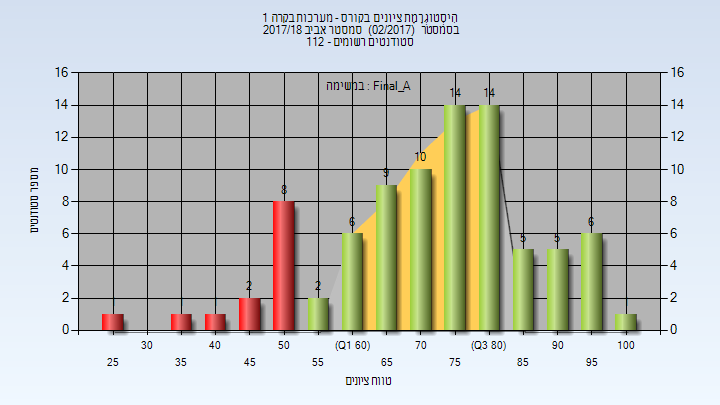 היסטוגרמת ציונים בקורס - מערכות בקרה 1
בסמסטר (02/2017) סמסטר אביב 2017/18
סטודנטים רשומים - 112
במשימה : Final_A
מספר סטודנטים
16 16
14 14
12 12
10 10
8 8
6 6
4 4
2 2
0 0
2 8 2 6 9 10 14 14 5 5 6
30 40 50 (Q1 60) 70 (Q3 80) 90 100
25 35 45 55 65 75 85 95
טווח ציונים